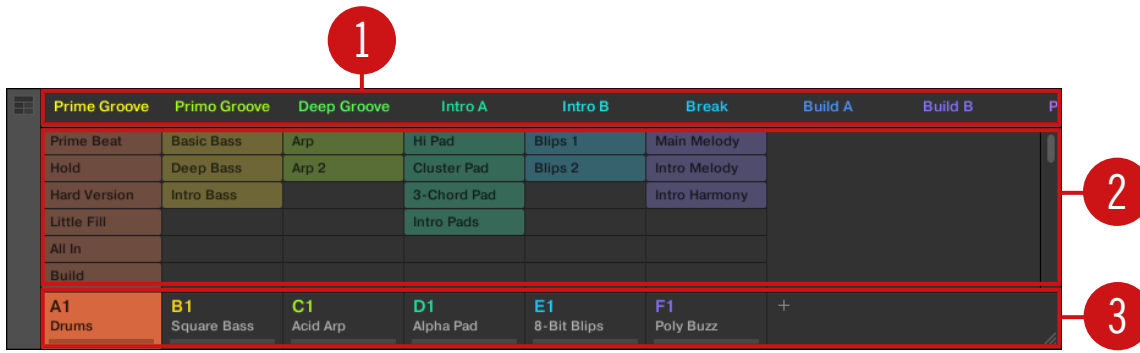 1
Prime Groove Primo Groove Deep Groove Intro A Intro B Break Build A Build B P
Prime Beat Basic Bass Arp Hi Pad Blips 1 Main Melody
Hold Deep Bass Arp 2 Cluster Pad Blips 2 Intro Melody
Hard Version Intro Bass 3-Chord Pad Intro Harmony
2
Little Fill Intro Pads
All In
Build
A1 B1 C1 D1 E1 F1 +
Drums Square Bass Acid Arp Alpha Pad 8-Bit Blips Poly Buzz
3